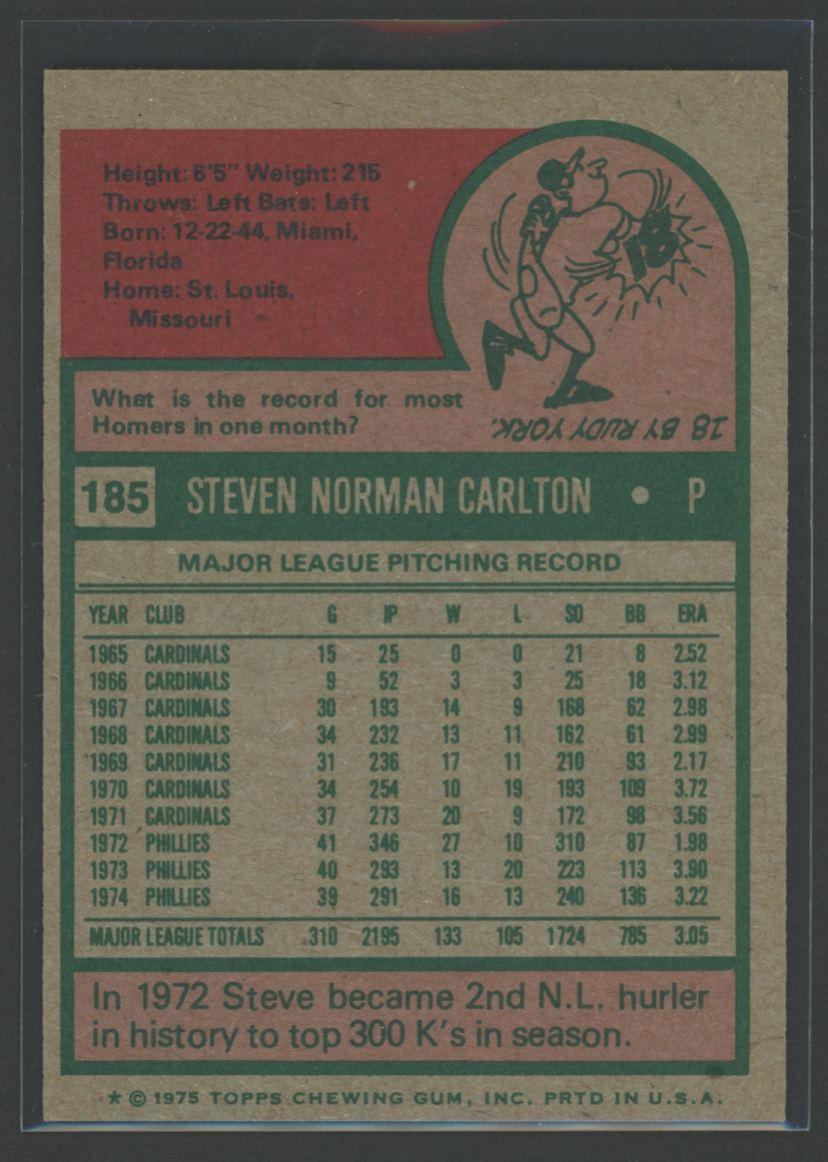 Height: 6'5" Weight: 215
Throws: Left Bats: Left
Born: 12-22-44, Miami,
Florida
Home: St. Louis,
Missouri
18
What is the record for most
Homers in one month?
18 BY RUDY YORK.
185 STEVEN NORMAN CARLTON • P
MAJOR LEAGUE PITCHING RECORD
YEAR CLUB G IP W L SO BB ERA
1965 CARDINALS 15 25 0 0 21 8 2.52
1966 CARDINALS 9 52 3 3 25 18 3.12
1967 CARDINALS 30 193 14 9 168 62 2.98
1968 CARDINALS 34 232 13 11 162 61 2.99
1969 CARDINALS 31 236 17 11 210 93 2.17
1970 CARDINALS 34 254 10 19 193 109 3.72
1971 CARDINALS 37 273 20 9 172 98 3.56
1972 PHILLIES 41 346 27 10 310 87 1.98
1973 PHILLIES 40 293 13 20 223 113 3.90
1974 PHILLIES 39 291 16 13 240 136 3.22
MAJOR LEAGUE TOTALS 310 2195 133 105 1724 785 3.05
In 1972 Steve became 2nd N.L. hurler
in history to top 300 K's in season.
* © 1975 TOPPS CHEWING GUM, INC. PRTD IN U.S.A.